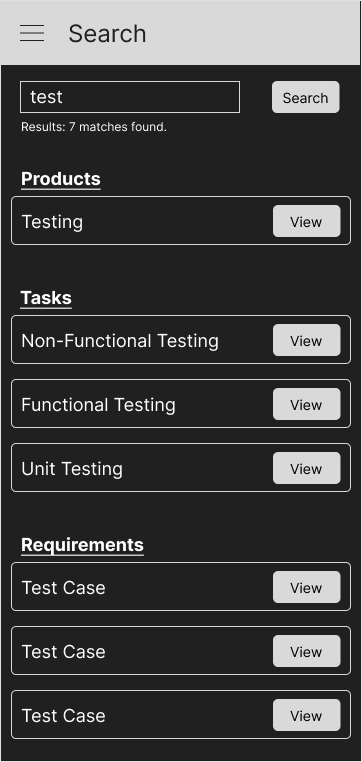 Search
test
Search
Results: 7 matches found.
Products
Testing
View
Tasks
Non-Functional Testing
View
Functional Testing
View
Unit Testing
View
Requirements
Test Case
View
Test Case
View
Test Case
View